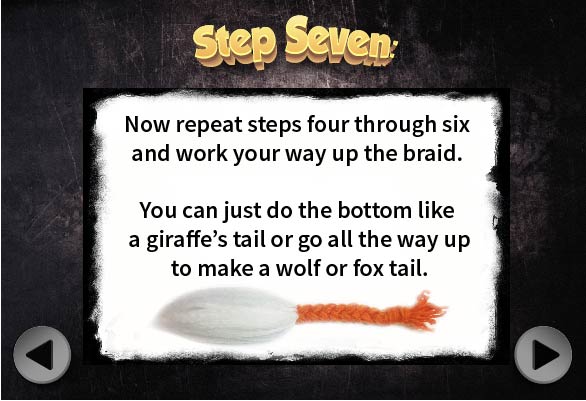 Step Seven:
Now repeat steps four through six
and work your way up the braid.
You can just do the bottom like
a giraffe’s tail or go all the way up
to make a wolf or fox tail.